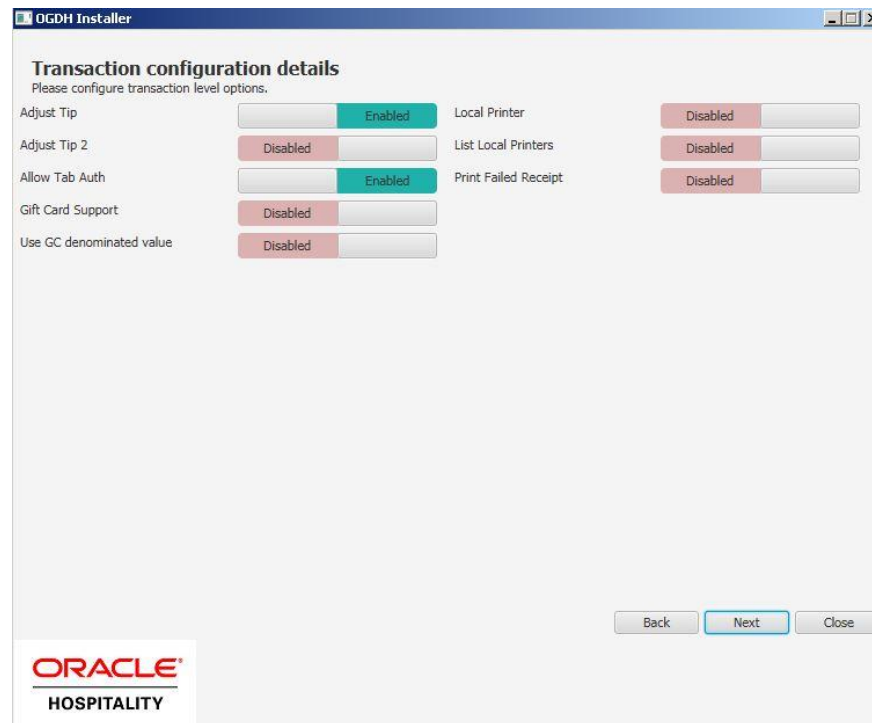 OGDH Installer
Transaction configuration details
Please configure transaction level options.
Adjust Tip Enabled
Adjust Tip 2 Disabled
Allow Tab Auth Enabled
Gift Card Support Disabled
Use GC denominated value Disabled
Local Printer Disabled
List Local Printers Disabled
Print Failed Receipt Disabled
Back Next Close
ORACLE®
HOSPITALITY